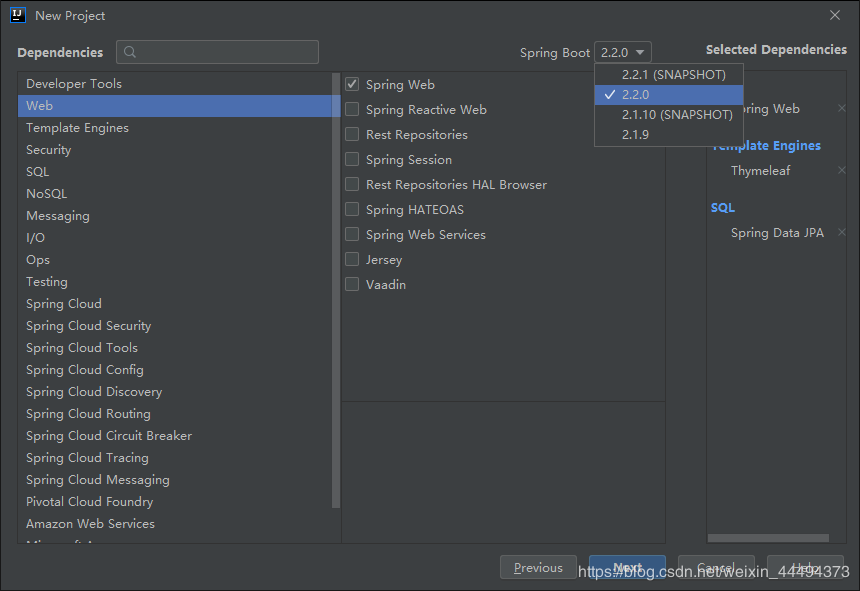 New Project
Dependencies
Spring Boot 2.2.0
Selected Dependencies
2.2.1 (SNAPSHOT)
2.2.0
2.1.10 (SNAPSHOT)
2.1.9
Developer Tools
Web
Template Engines
Security
SQL
NoSQL
Messaging
I/O
Ops
Testing
Spring Cloud
Spring Cloud Security
Spring Cloud Tools
Spring Cloud Config
Spring Cloud Discovery
Spring Cloud Routing
Spring Cloud Circuit Breaker
Spring Cloud Tracing
Spring Cloud Messaging
Pivotal Cloud Foundry
Amazon Web Services
Spring Web
Spring Reactive Web
Rest Repositories
Spring Session
Rest Repositories HAL Browser
Spring HATEOAS
Spring Web Services
Jersey
Vaadin
ring Web
Template Engines
Thymeleaf
SQL
Spring Data JPA
Previous
Next
Cancel
Help
https://blog.csdn.net/weixin_44494373